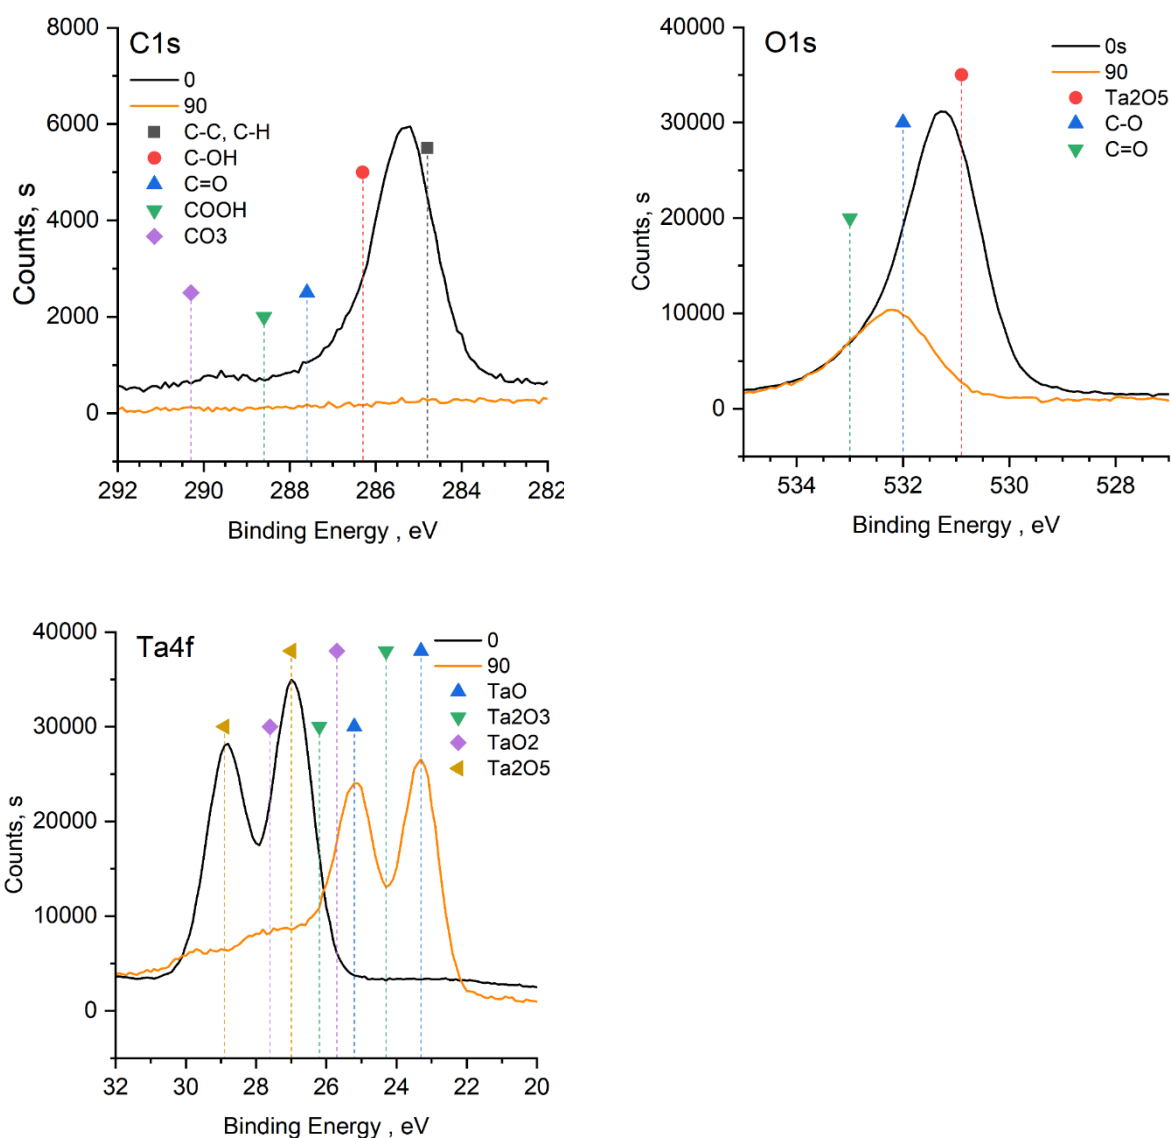 C1s
0
90
C-C, C-H
C-OH
C=O
COOH
CO3
8000
6000
4000
2000
0
Counts, s
292 290 288 286 284 282
Binding Energy , eV
O1s
0s
90
Ta2O5
C-O
C=O
40000
30000
20000
10000
0
Counts, s
534 532 530 528
Binding Energy , eV
Ta4f
0
90
TaO
Ta2O3
TaO2
Ta2O5
40000
30000
20000
10000
0
Counts, s
32 30 28 26 24 22 20
Binding Energy , eV